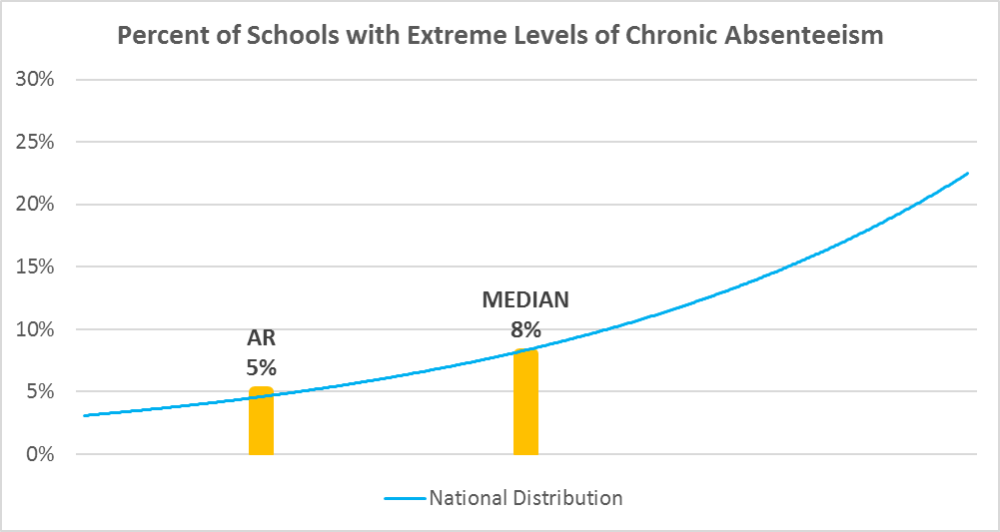 Percent of Schools with Extreme Levels of Chronic Absenteeism
30%
25%
20%
15%
10%
5%
0%
AR
5%
MEDIAN
8%
National Distribution